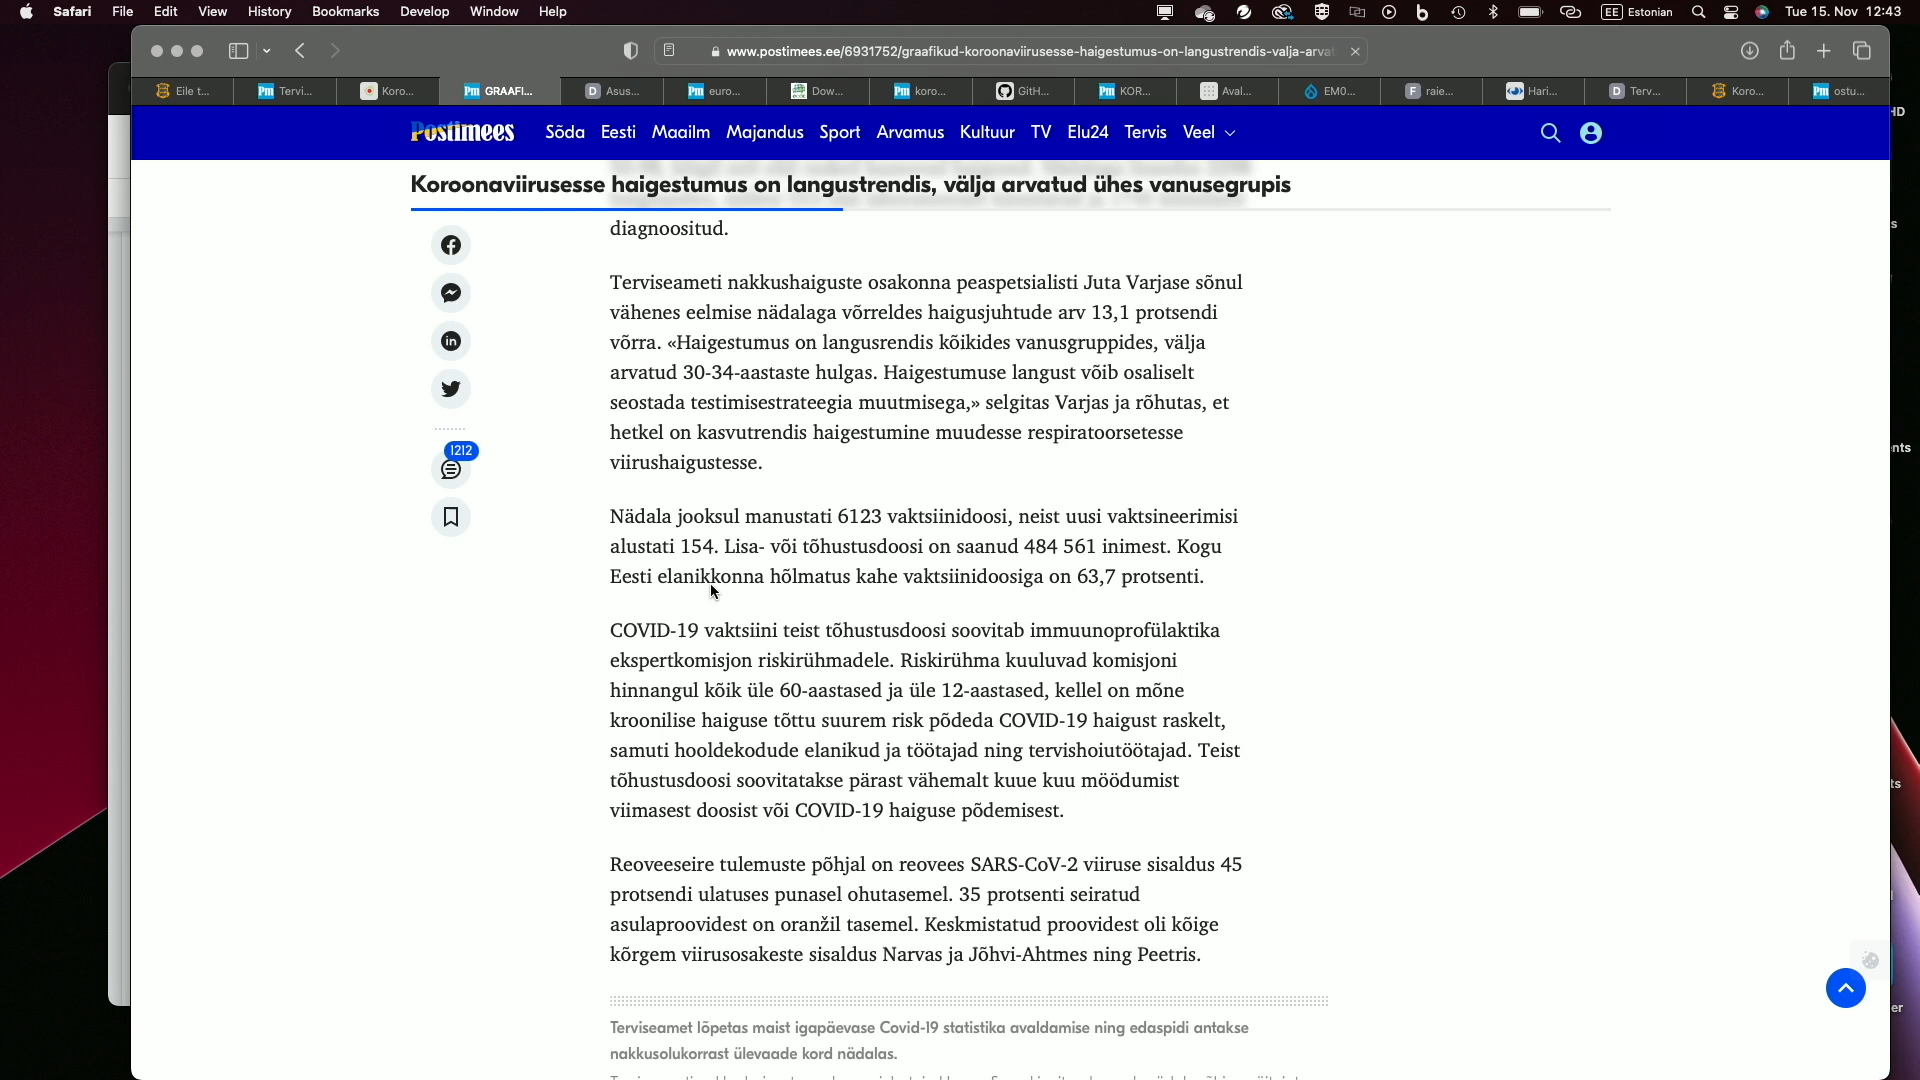 Safari File Edit View History Bookmarks Develop Window Help
EE Estonian Tue 15. Nov 12:43
www.postimees.ee/6931752/graafikud-koroonaviirusesse-haigestumus-on-langustrendis-valja-arvat
Eile t... Tervi... Koro... GRAAFI... Asus... euro... Dow... koro... GitH... KOR... Aval... EM0... raie... Hari... Terv... Koro... ostu...
Postimees Sõda Eesti Maailm Majandus Sport Arvamus Kultuur TV Elu24 Tervis Veel
Koroonaviirusesse haigestumus on langustrendis, välja arvatud ühes vanusegrupis
diagnoositud.
Terviseameti nakkushaiguste osakonna peaspetsialisti Juta Varjase sõnul
vähenes eelmise nädalaga võrreldes haigusjuhtude arv 13,1 protsendi
võrra. «Haigestumus on langusrendis kõikides vanusgruppides, välja
arvatud 30-34-aastaste hulgas. Haigestumuse langust võib osaliselt
seostada testimisestrateegia muutmisega,» selgitas Varjas ja rõhutas, et
hetkel on kasvutrendis haigestumine muudesse respiratoorsetesse
viirushaigustesse.
1212
Nädala jooksul manustati 6123 vaktsiinidoosi, neist uusi vaktsineerimisi
alustati 154. Lisa- või tõhustusdoosi on saanud 484 561 inimest. Kogu
Eesti elanikkonna hõlmatus kahe vaktsiinidoosiga on 63,7 protsenti.
COVID-19 vaktsiini teist tõhustusdoosi soovitab immuunoprofülaktika
ekspertkomisjon riskirühmadele. Riskirühma kuuluvad komisjoni
hinnangul kõik üle 60-aastased ja üle 12-aastased, kellel on mõne
kroonilise haiguse tõttu suurem risk põdeda COVID-19 haigust raskelt,
samuti hooldekodude elanikud ja töötajad ning tervishoiutöötajad. Teist
tõhustusdoosi soovitatakse pärast vähemalt kuue kuu möödumist
viimasest doosist või COVID-19 haiguse põdemisest.
Reoveeseire tulemuste põhjal on reovees SARS-CoV-2 viiruse sisaldus 45
protsendi ulatuses punasel ohutasemel. 35 protsenti seiratud
asulaproovidest on oranžil tasemel. Keskmistatud proovidest oli kõige
kõrgem viirusosakeste sisaldus Narvas ja Jõhvi-Ahtmes ning Peetris.
Terviseamet lõpetas maist igapäevase Covid-19 statistika avaldamise ning edaspidi antakse
nakkusolukorrast ülevaade kord nädalas.